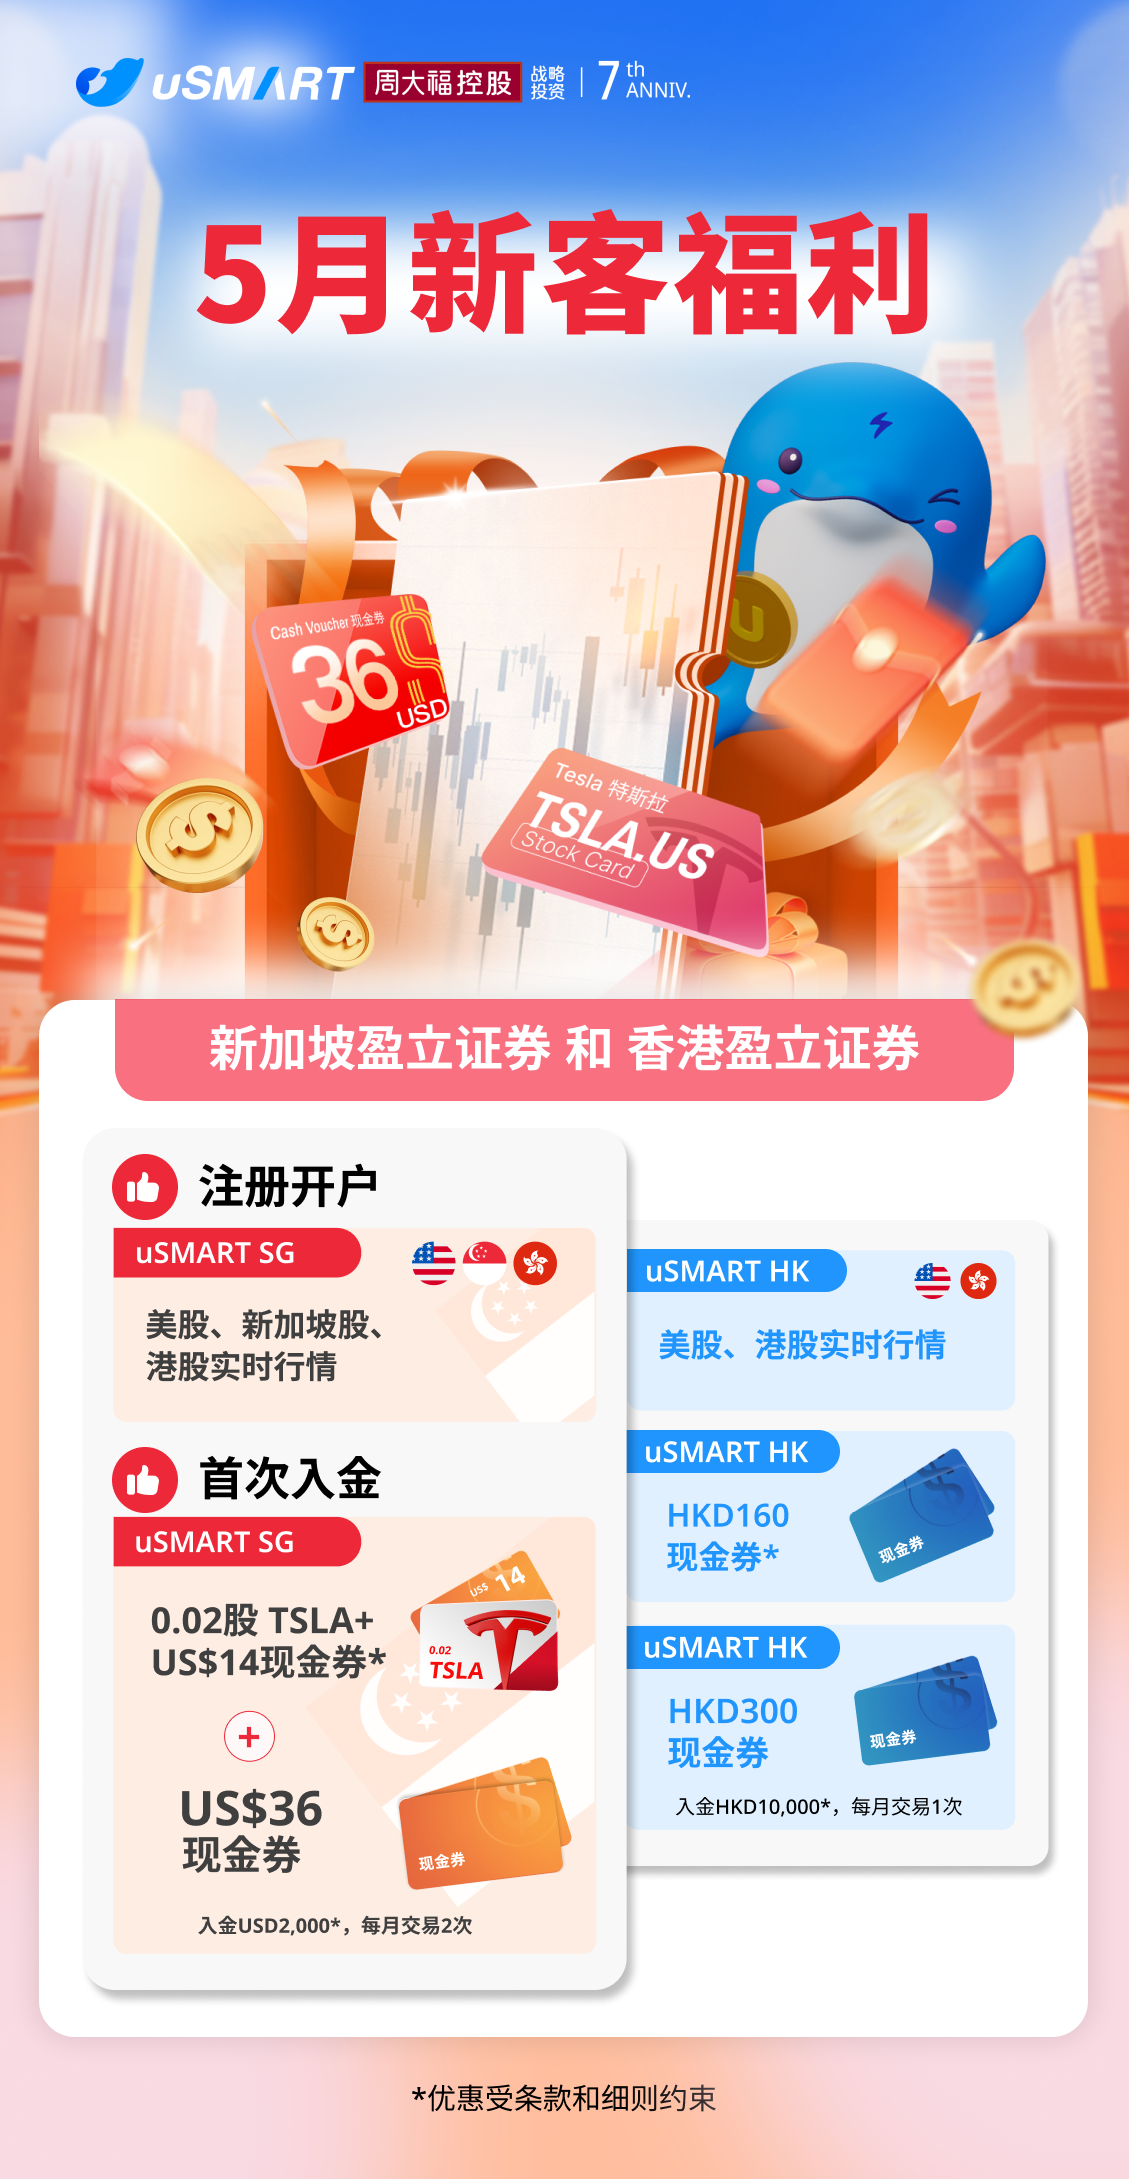 uSMART 周大福控股 战略投资 | 7th ANNIV.
5月新客福利
Cash Voucher 现金券
36
USD
Tesla 特斯拉
TSLA.US
Stock Card
新加坡盈立证券 和 香港盈立证券
注册开户
uSMART SG
美股、新加坡股、
港股实时行情
首次入金
uSMART SG
0.02股 TSLA+
US$14现金券*
US$ 14
0.02
TSLA
+
US$36
现金券
现金券
入金USD2,000*，每月交易2次
uSMART HK
美股、港股实时行情
uSMART HK
HKD160
现金券*
现金券
uSMART HK
HKD300
现金券
现金券
入金HKD10,000*，每月交易1次
*优惠受条款和细则约束